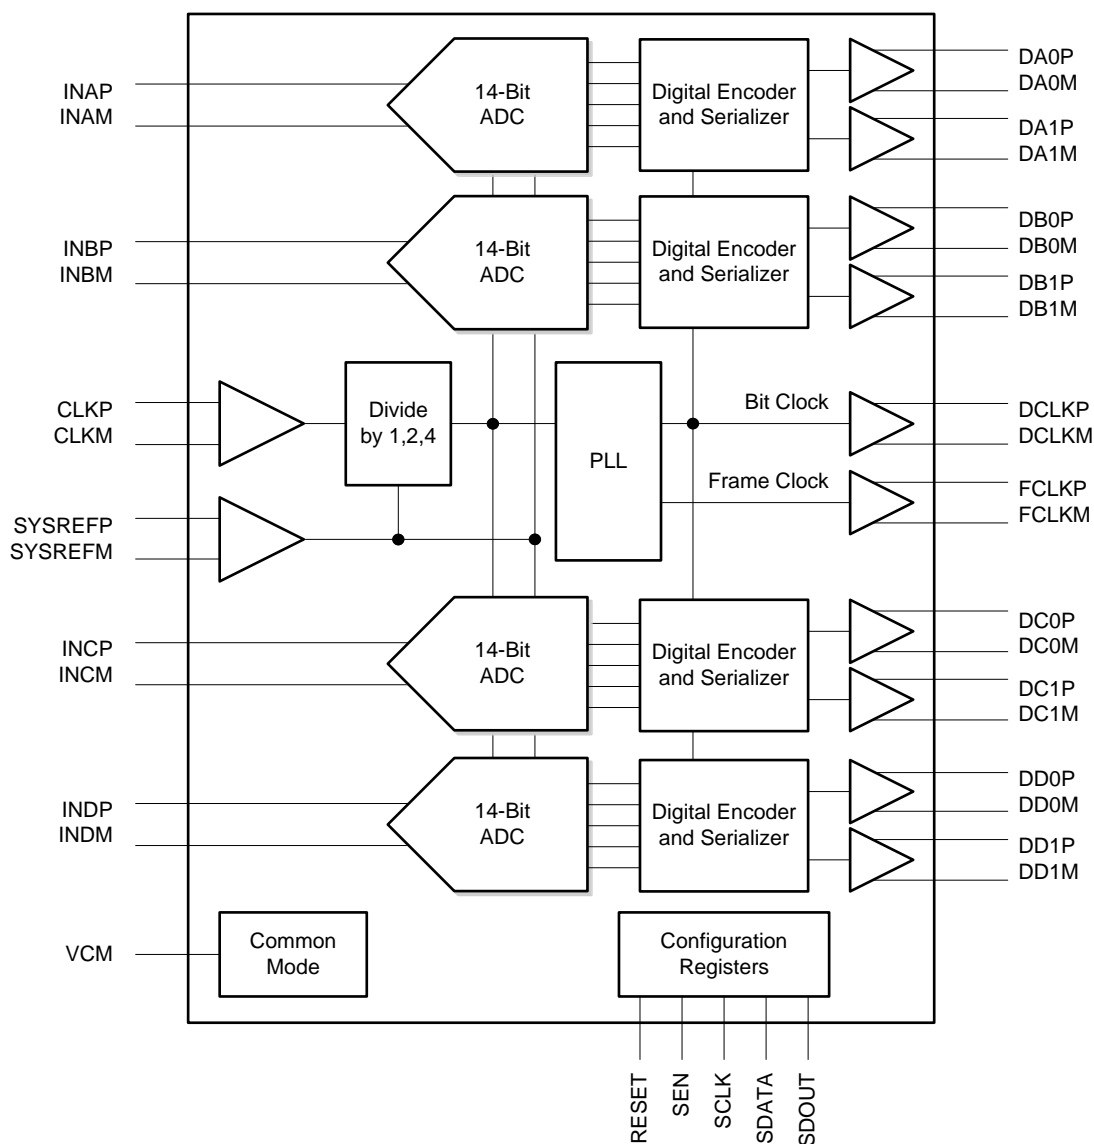 INAP
INAM
14-Bit
ADC
Digital Encoder
and Serializer
DA0P
DA0M
DA1P
DA1M
INBP
INBM
14-Bit
ADC
Digital Encoder
and Serializer
DB0P
DB0M
DB1P
DB1M
CLKP
CLKM
Divide
by 1,2,4
PLL
Bit Clock
DCLKP
DCLKM
Frame Clock
FCLKP
FCLKM
SYSREFP
SYSREFM
INCP
INCM
14-Bit
ADC
Digital Encoder
and Serializer
DC0P
DC0M
DC1P
DC1M
INDP
INDM
14-Bit
ADC
Digital Encoder
and Serializer
DD0P
DD0M
DD1P
DD1M
VCM
Common
Mode
Configuration
Registers
RESET
SEN
SCLK
SDATA
SDOUT